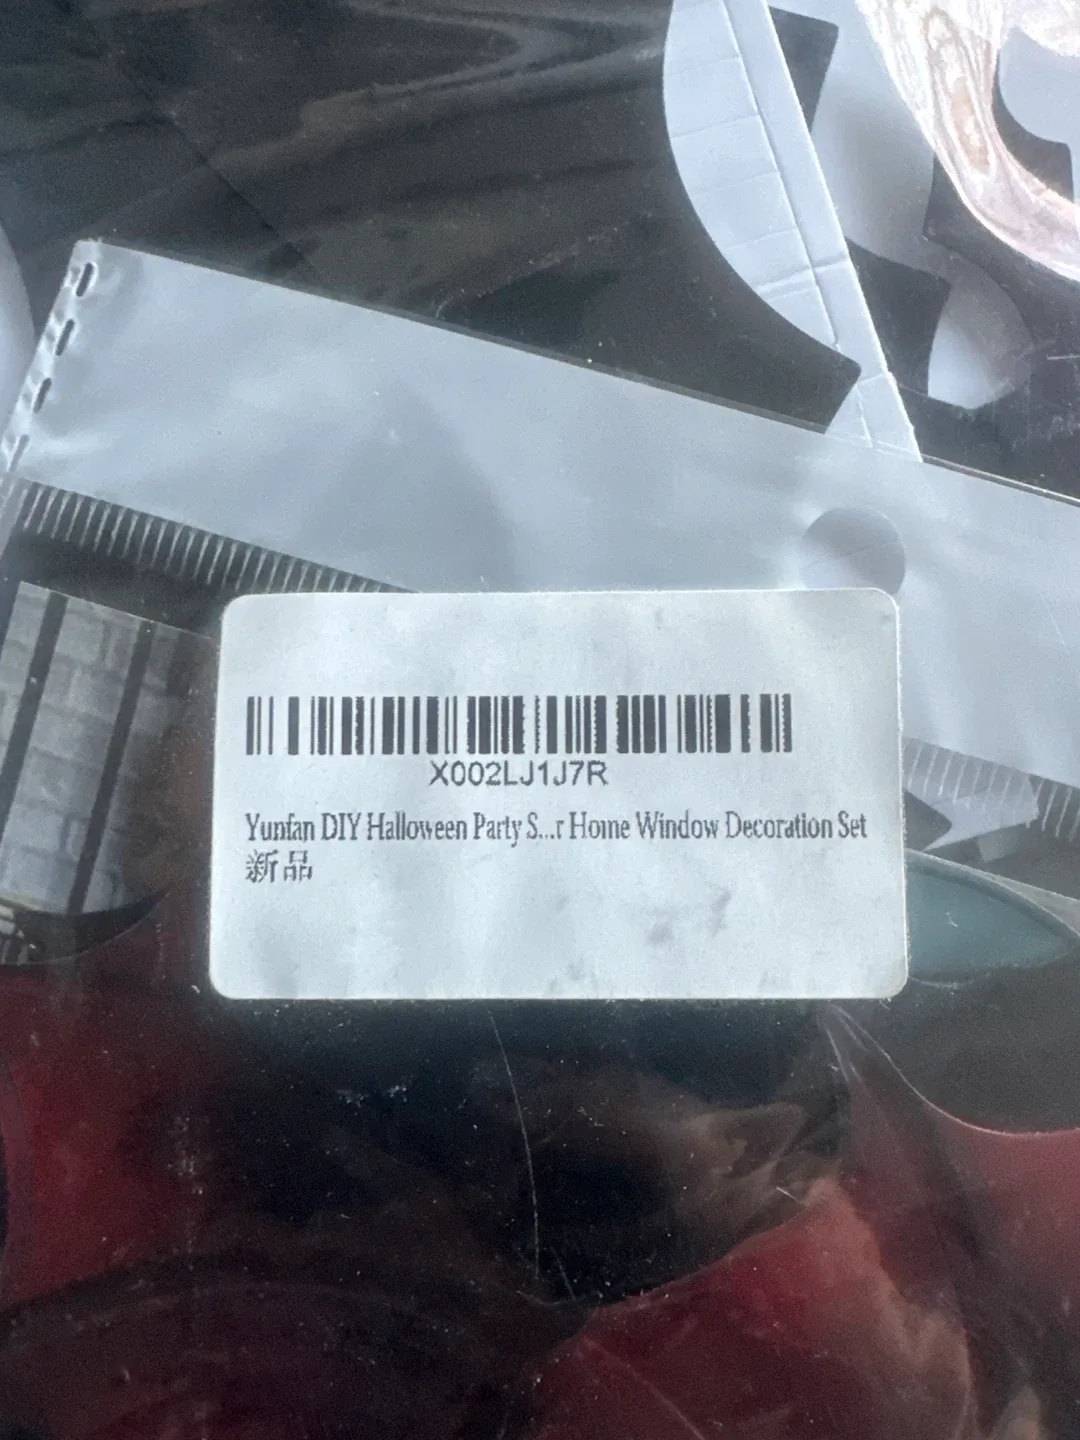 X002LJ1J7R
Yunfan DIY Halloween Party S...r Home Window Decoration Set
新品